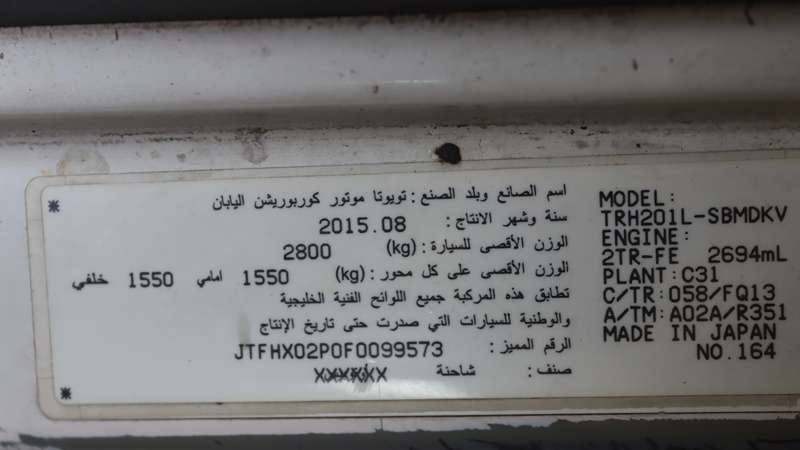 اسم الصانع وبلد الصنع : تويوتا موتور كوربوريشن اليابان
سنة وشهر الانتاج : 2015.08
الوزن الأقصى للسيارة : (kg) 2800
الوزن الأقصى على كل محور : (kg) 1550 امامي 1550 خلفي
تطابق هذه المركبة جميع اللوائح الفنية الخليجية
والوطنية للسيارات التي صدرت حتى تاريخ الإنتاج
الرقم المميز : JTFHX02P0F0099573
صنف : شاحنة XXXXXX
MODEL:
TRH201L-SBMDKV
ENGINE:
2TR-FE 2694mL
PLANT:C31
C/TR:058/FQ13
A/TM:A02A/R351
MADE IN JAPAN
NO.164